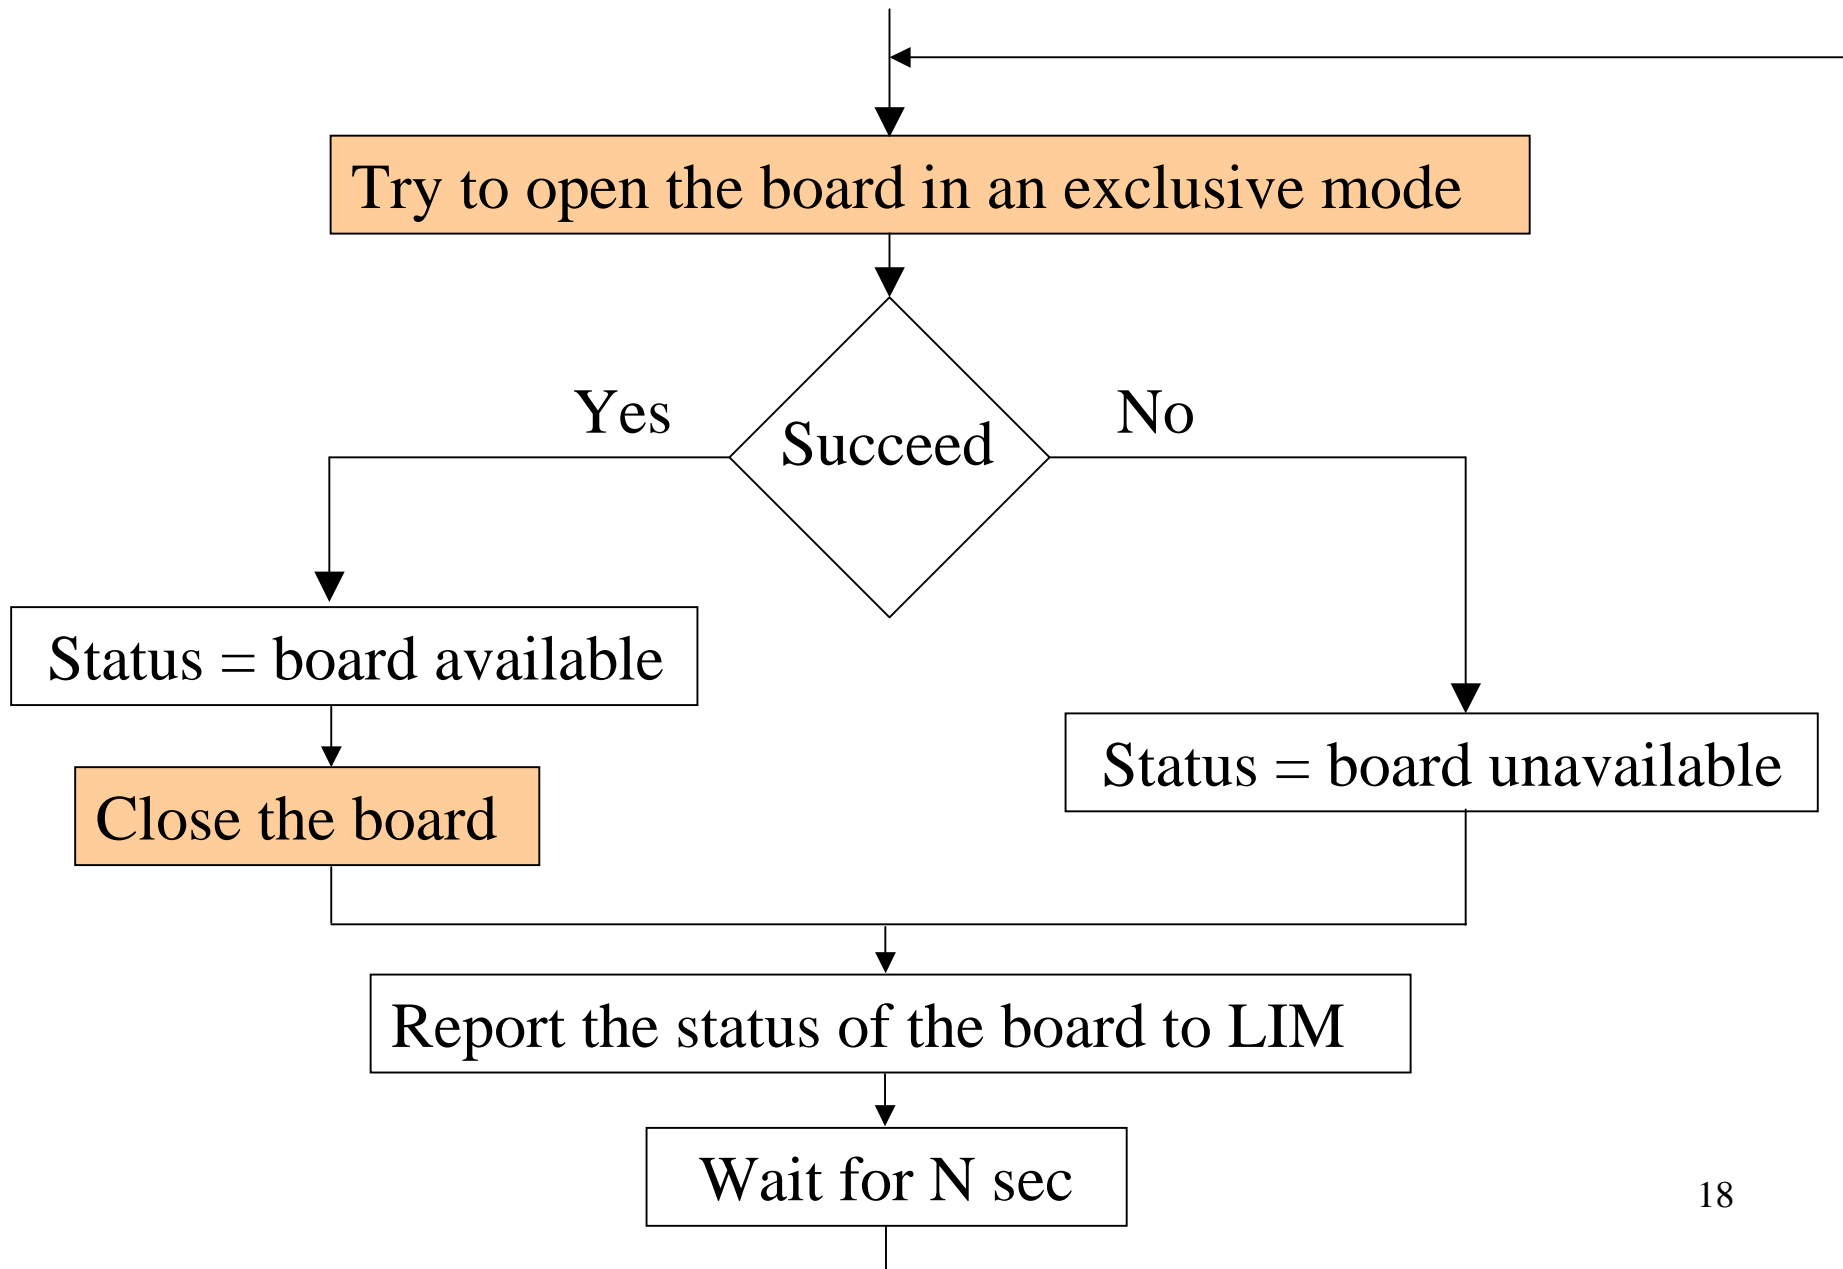 Try to open the board in an exclusive mode
Yes
No
Succeed
Status = board available
Status = board unavailable
Close the board
Report the status of the board to LIM
Wait for N sec
18